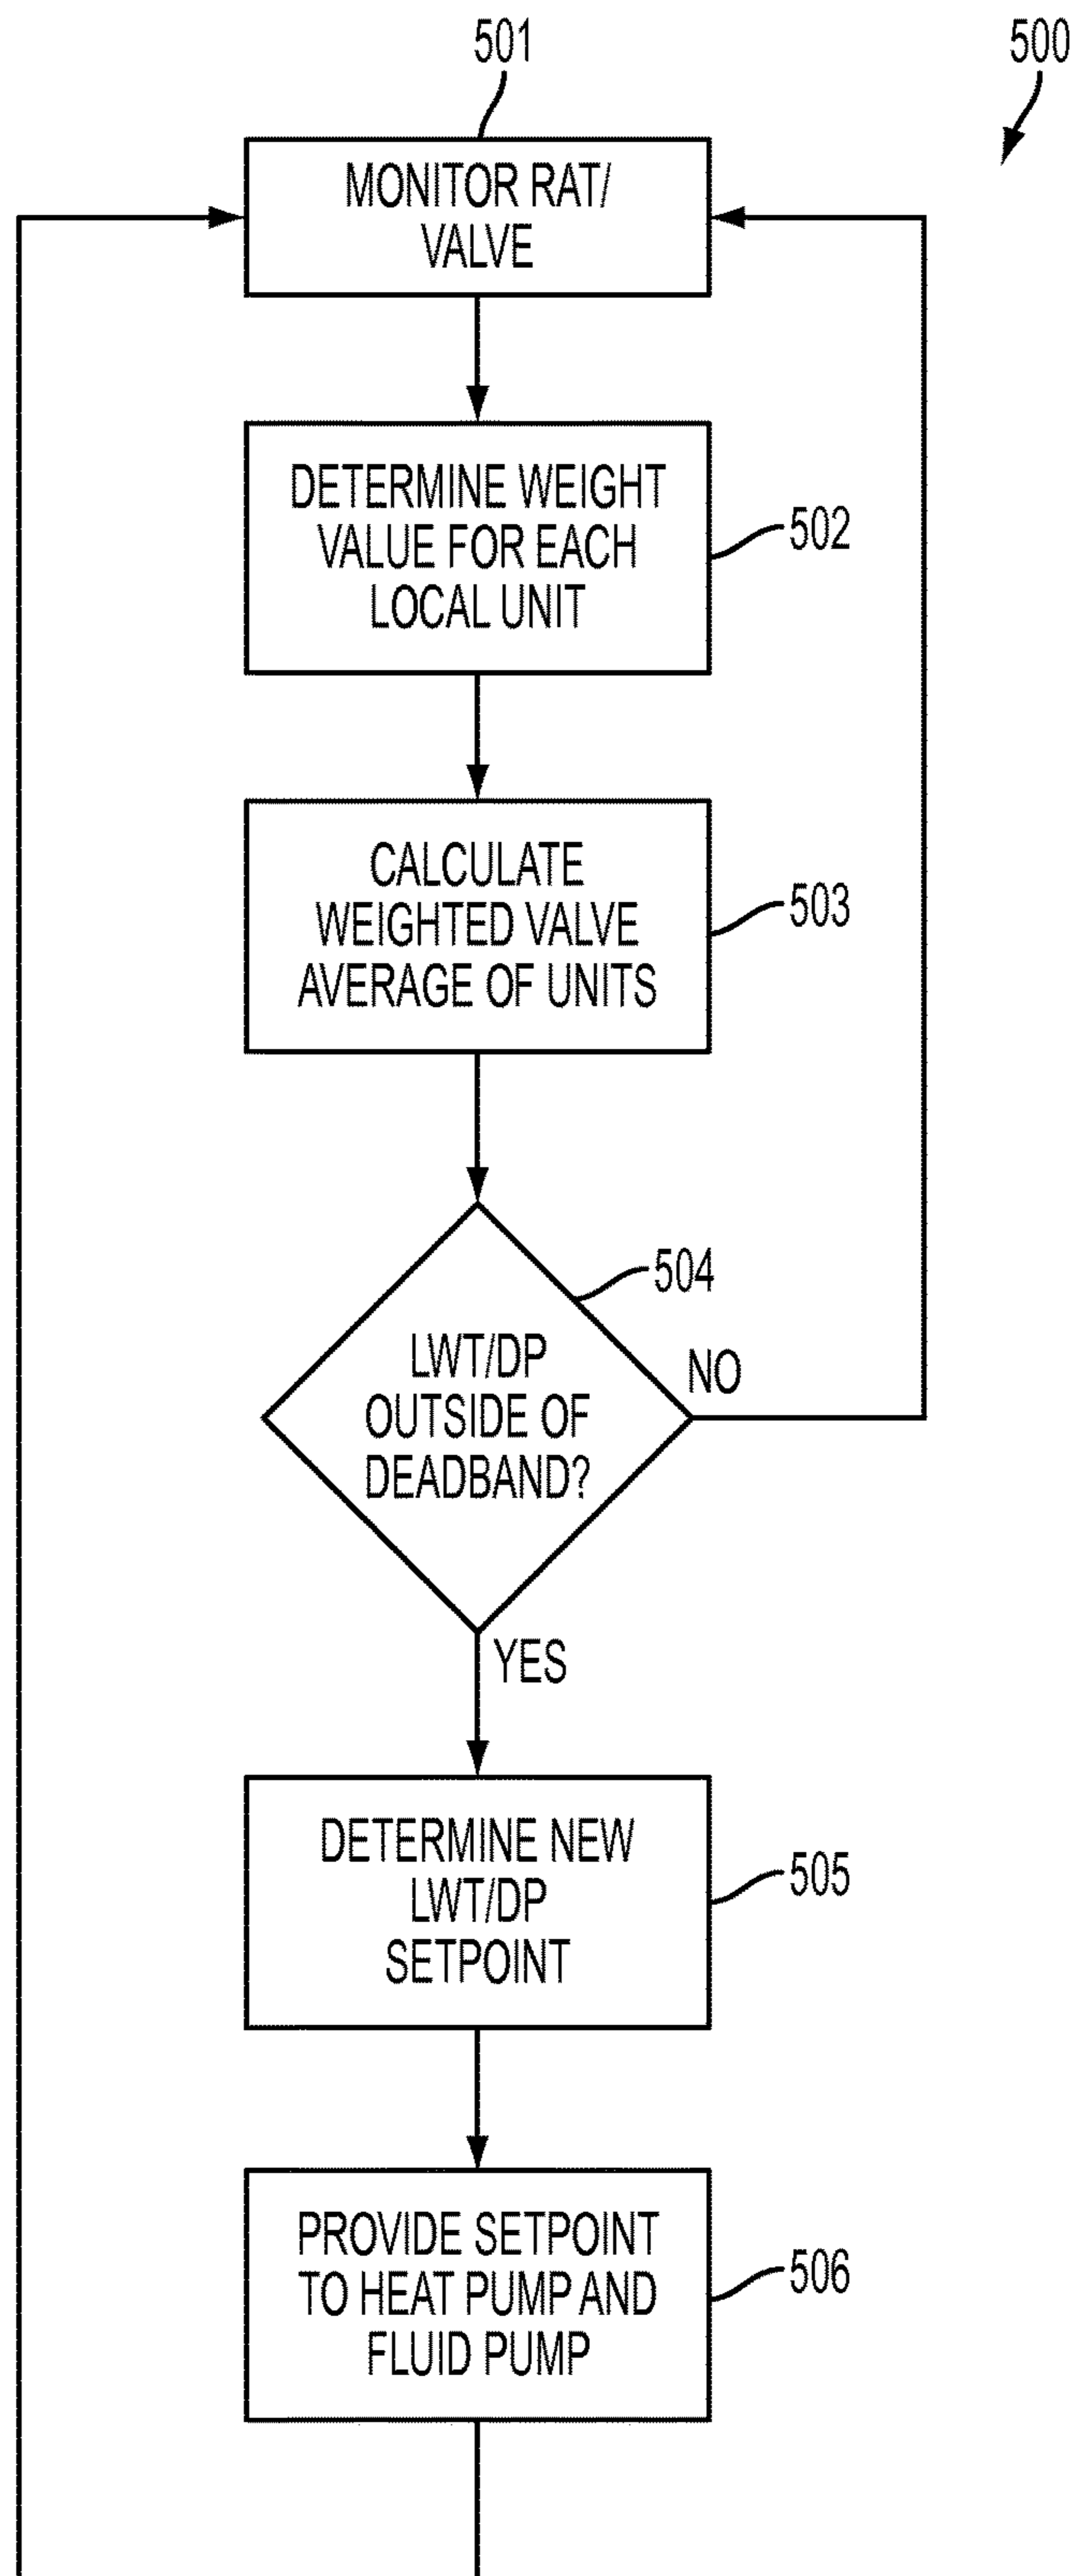 501
500
MONITOR RAT/
VALVE
DETERMINE WEIGHT
VALUE FOR EACH
LOCAL UNIT
502
CALCULATE
WEIGHTED VALVE
AVERAGE OF UNITS
503
504
LWT/DP
OUTSIDE OF
DEADBAND?
NO
YES
DETERMINE NEW
LWT/DP
SETPOINT
505
PROVIDE SETPOINT
TO HEAT PUMP AND
FLUID PUMP
506